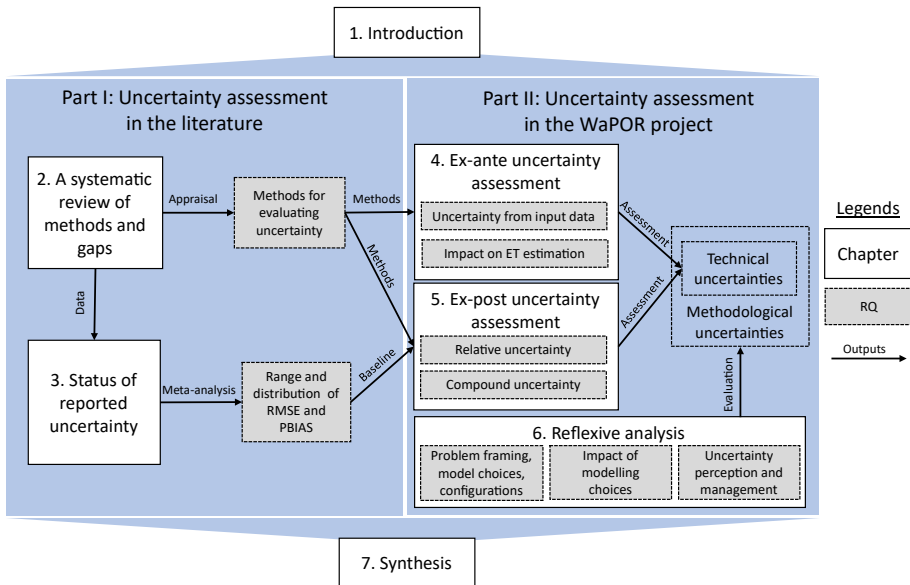 1. Introduction
Part I: Uncertainty assessment
in the literature
2. A systematic
review of
methods and
gaps
Appraisal
Methods for
evaluating
uncertainty
Methods
Methods
Data
3. Status of
reported
uncertainty
Meta-analysis
Range and
distribution of
RMSE and
PBIAS
Baseline
Part II: Uncertainty assessment
in the WaPOR project
4. Ex-ante uncertainty
assessment
Uncertainty from input data
Impact on ET estimation
Assessment
5. Ex-post uncertainty
assessment
Relative uncertainty
Compound uncertainty
Assessment
Technical
uncertainties
Methodological
uncertainties
Evaluation
6. Reflexive analysis
Problem framing,
model choices,
configurations
Impact of
modelling
choices
Uncertainty
perception and
management
Legends
Chapter
RQ
Outputs
7. Synthesis